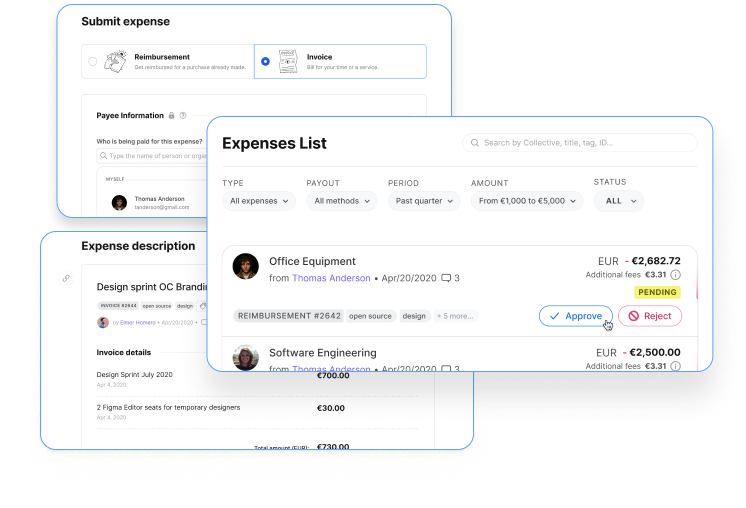 Submit expense
Reimbursement
Get reimbursed for a purchase already made.
Invoice
Bill for your time or a service.
Payee Information
Who is being paid for this expense?
Type the name of person or organ
MYSELF
Thomas Anderson
tanderson@gmail.com
Expenses List
Search by Collective, title, tag, ID...
TYPE PAYOUT PERIOD AMOUNT STATUS
All expenses All methods Past quarter From €1,000 to €5,000 ALL
Office Equipment EUR - €2,682.72
from Thomas Anderson • Apr/20/2020 3 Additional fees €3.31
PENDING
REIMBURSEMENT #2642 open source design + 5 more... Approve Reject
Software Engineering EUR - €2,500.00
from Thomas Anderson • Apr/20/2020 3 Additional fees €3.31
Expense description
Design sprint OC Brandin
INVOICE #2644 open source design
by Elmer Homero • Apr/20/2020 •
Invoice details
Design Sprint July 2020 €700.00
Apr 4, 2020
2 Figma Editor seats for temporary designers €30.00
Apr 4, 2020
Total amount (EUR): €730.00